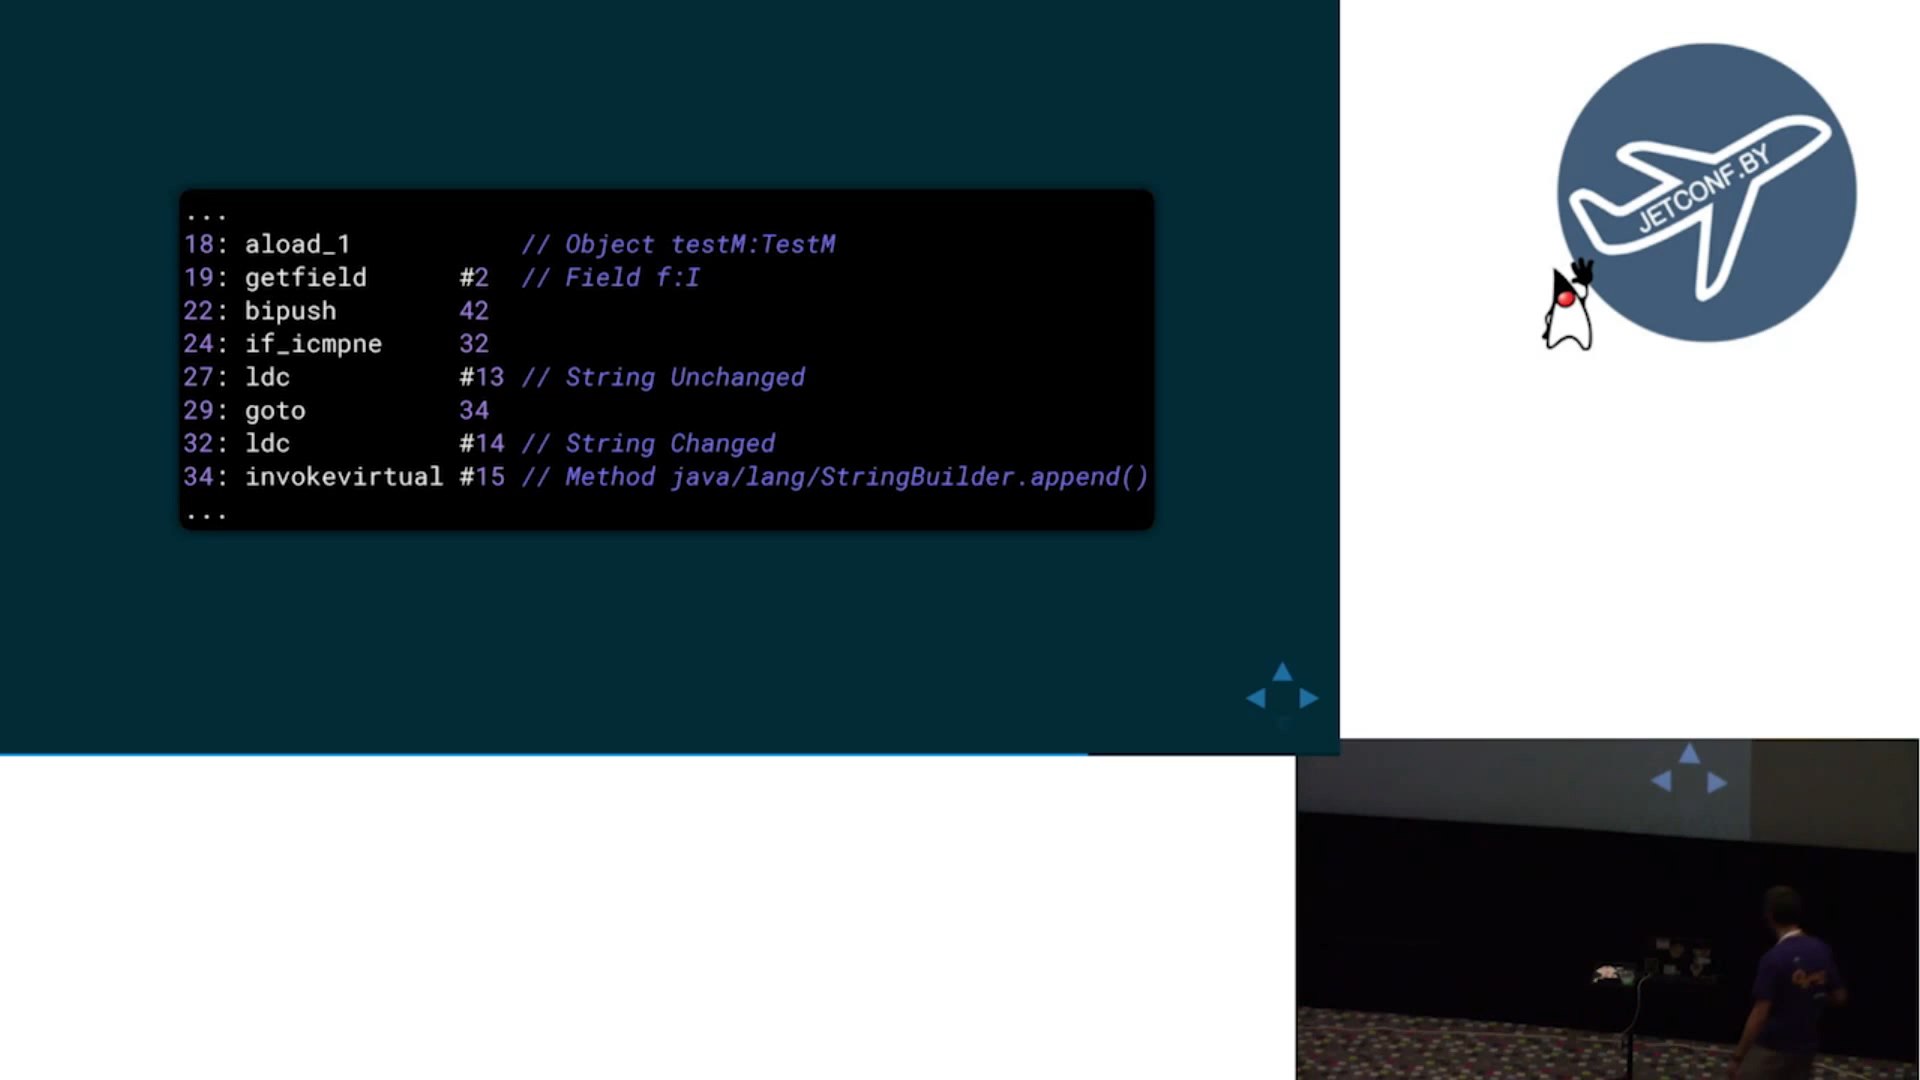 ...
18: aload_1 // Object testM:TestM
19: getfield #2 // Field f:I
22: bipush 42
24: if_icmpne 32
27: ldc #13 // String Unchanged
29: goto 34
32: ldc #14 // String Changed
34: invokevirtual #15 // Method java/lang/StringBuilder.append()
...
JETCONF.BY